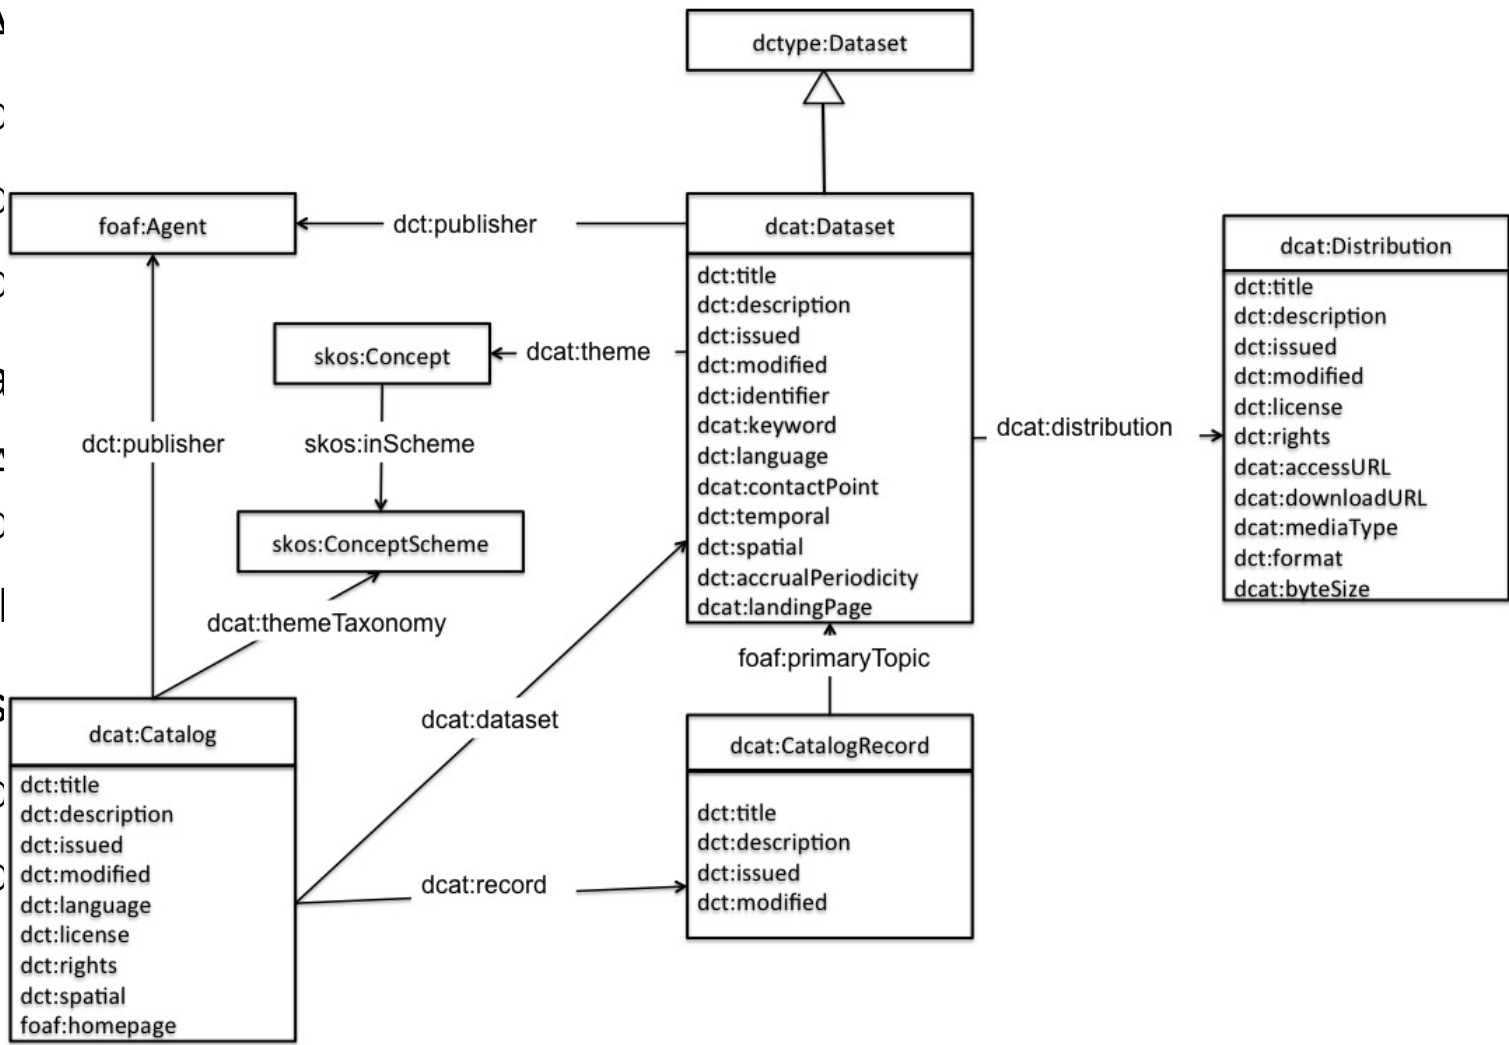 dctype:Dataset
foaf:Agent
dct:publisher
dcat:Dataset
dct:title
dct:description
dct:issued
dct:modified
dct:identifier
dcat:keyword
dct:language
dcat:contactPoint
dct:temporal
dct:spatial
dct:accrualPeriodicity
dcat:landingPage
dcat:Distribution
dct:title
dct:description
dct:issued
dct:modified
dct:license
dct:rights
dcat:accessURL
dcat:downloadURL
dcat:mediaType
dct:format
dcat:byteSize
skos:Concept
dcat:theme
dcat:distribution
dct:publisher
skos:inScheme
skos:ConceptScheme
dcat:themeTaxonomy
foaf:primaryTopic
dcat:dataset
dcat:Catalog
dct:title
dct:description
dct:issued
dct:modified
dct:language
dct:license
dct:rights
dct:spatial
foaf:homepage
dcat:record
dcat:CatalogRecord
dct:title
dct:description
dct:issued
dct:modified